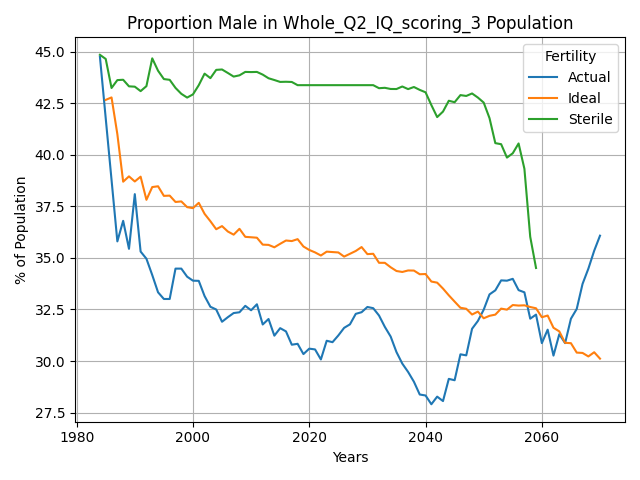 Proportion Male in Whole_Q2_IQ_scoring_3 Population
Fertility
Actual
Ideal
Sterile
% of Population
45.0
42.5
40.0
37.5
35.0
32.5
30.0
27.5
1980
2000
2020
2040
2060
Years